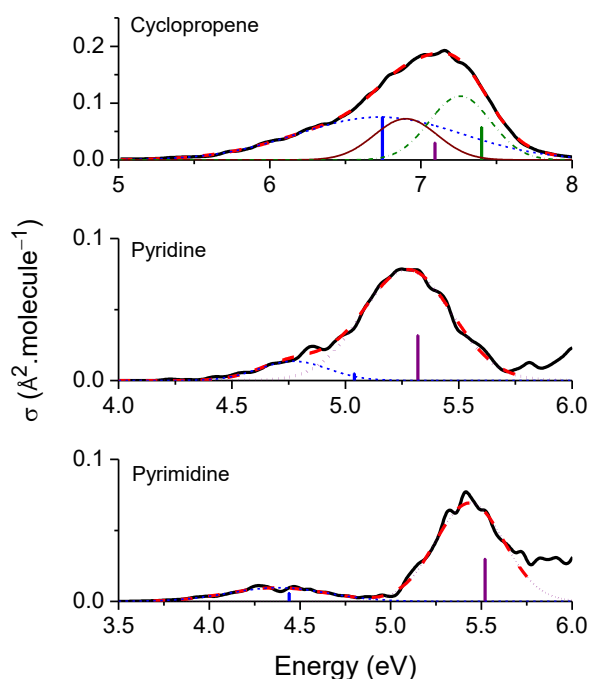 Cyclopropene
0.2
0.1
0.0
5 6 7 8
Pyridine
0.1
0.0
4.0 4.5 5.0 5.5 6.0
Pyrimidine
0.1
0.0
3.5 4.0 4.5 5.0 5.5 6.0
σ (Å².molecule⁻¹)
Energy (eV)